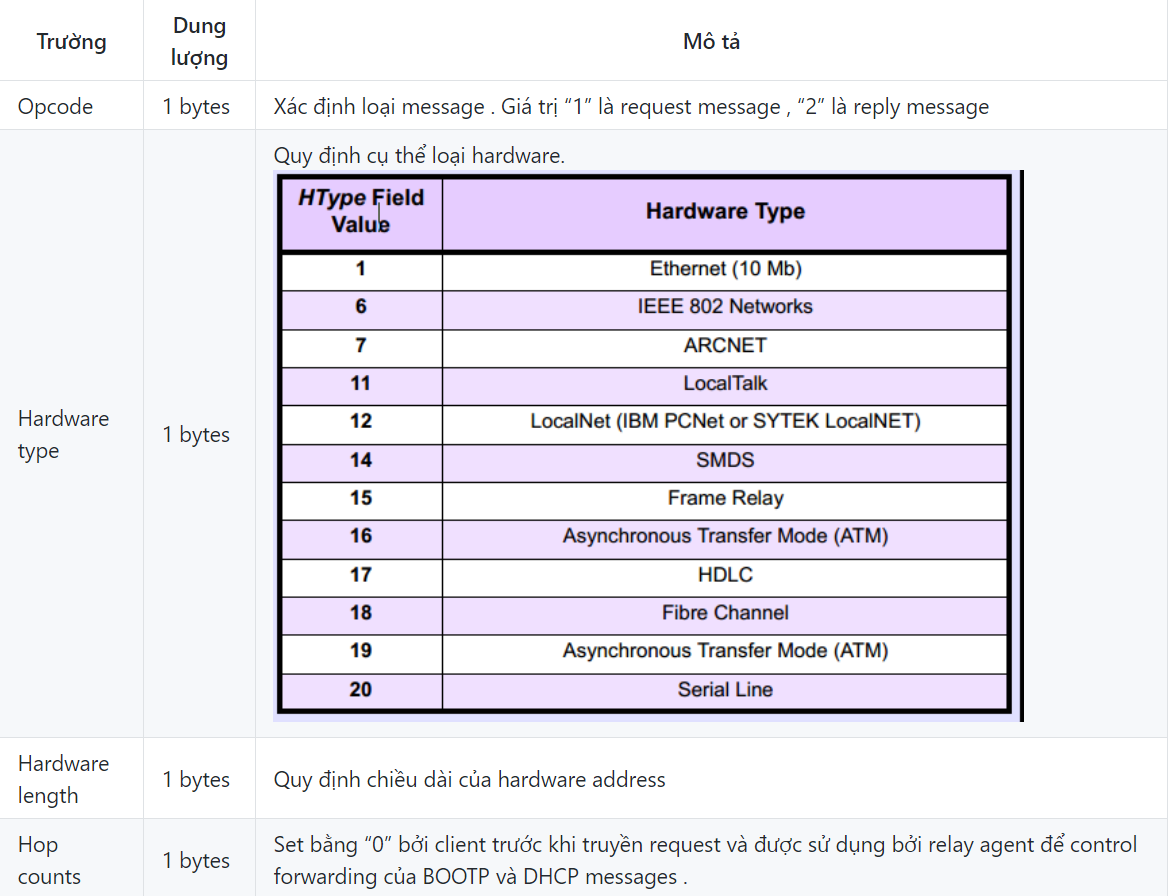 Trường Dung lượng Mô tả
Opcode 1 bytes Xác định loại message . Giá trị “1” là request message , “2” là reply message
Hardware type 1 bytes Quy định cụ thể loại hardware.
HType Field Value Hardware Type
1 Ethernet (10 Mb)
6 IEEE 802 Networks
7 ARCNET
11 LocalTalk
12 LocalNet (IBM PCNet or SYTEK LocalNET)
14 SMDS
15 Frame Relay
16 Asynchronous Transfer Mode (ATM)
17 HDLC
18 Fibre Channel
19 Asynchronous Transfer Mode (ATM)
20 Serial Line
Hardware length 1 bytes Quy định chiều dài của hardware address
Hop counts 1 bytes Set bằng “0” bởi client trước khi truyền request và được sử dụng bởi relay agent để control
forwarding của BOOTP và DHCP messages .